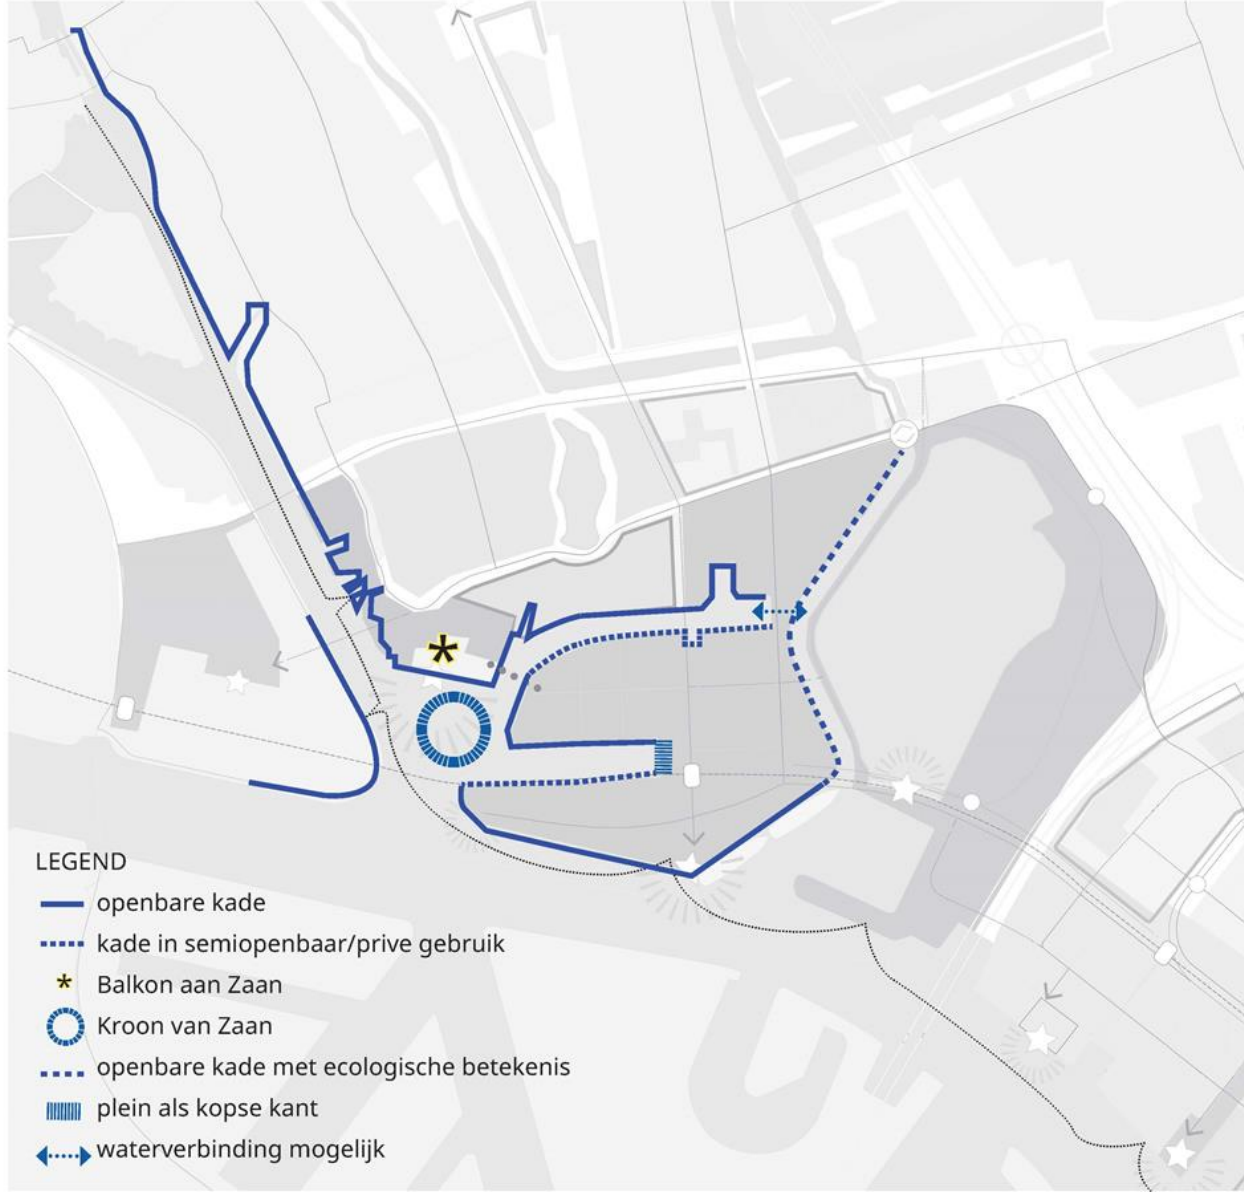 LEGEND
openbare kade
kade in semiopenbaar/prive gebruik
Balkon aan Zaan
Kroon van Zaan
openbare kade met ecologische betekenis
plein als kopse kant
waterverbinding mogelijk